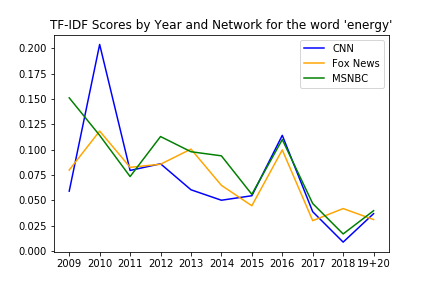 TF-IDF Scores by Year and Network for the word 'energy'
CNN
Fox News
MSNBC
0.200
0.175
0.150
0.125
0.100
0.075
0.050
0.025
0.000
2009 2010 2011 2012 2013 2014 2015 2016 2017 2018 19+20